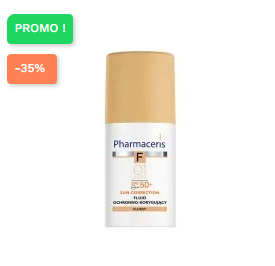 PROMO !
-35%
Pharmaceris
F
01
SPF 50+
SUN-CORRECTION
FLUID
OCHRONNO-KORYGUJĄCY